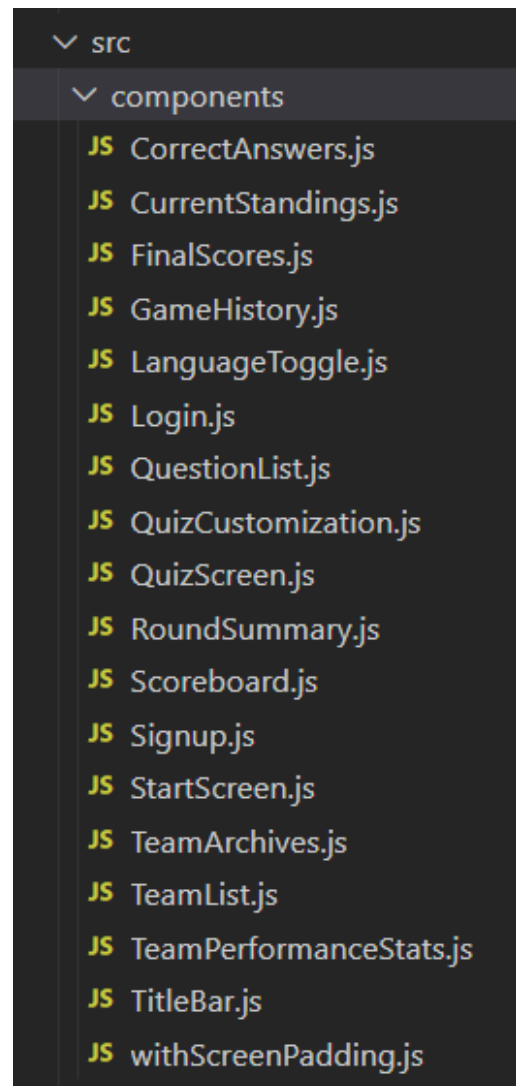 src
components
JS CorrectAnswers.js
JS CurrentStandings.js
JS FinalScores.js
JS GameHistory.js
JS LanguageToggle.js
JS Login.js
JS QuestionList.js
JS QuizCustomization.js
JS QuizScreen.js
JS RoundSummary.js
JS Scoreboard.js
JS Signup.js
JS StartScreen.js
JS TeamArchives.js
JS TeamList.js
JS TeamPerformanceStats.js
JS TitleBar.js
JS withScreenPadding.js